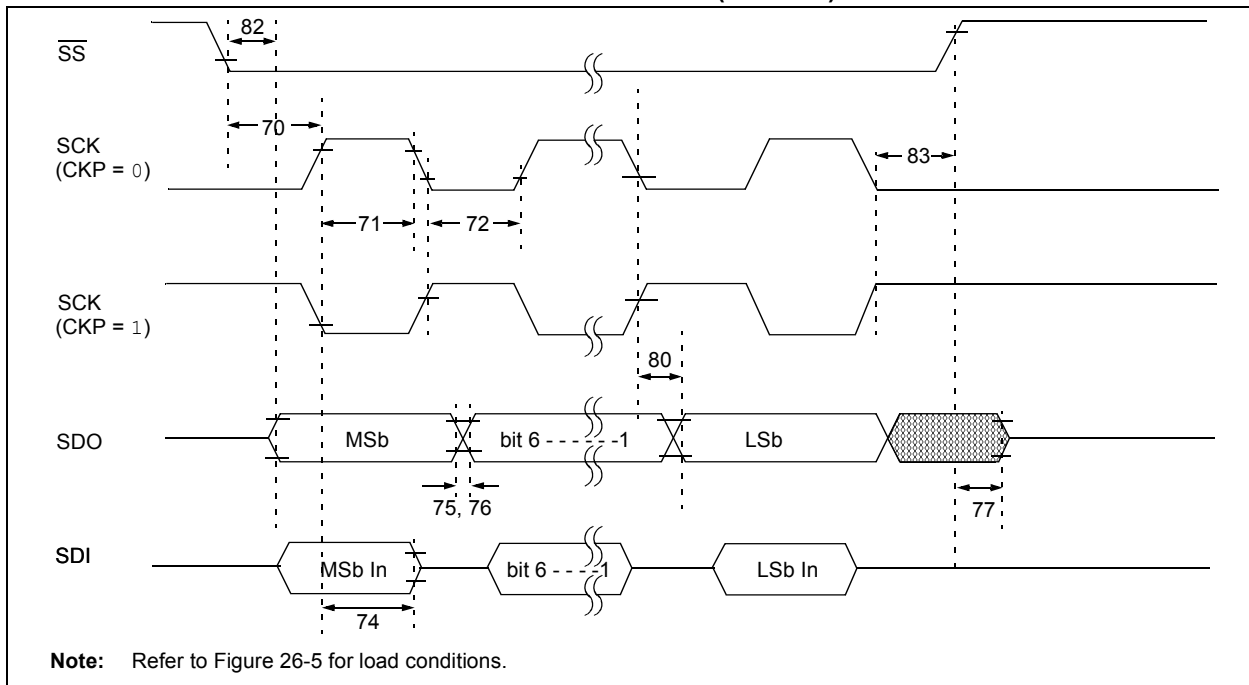 82
SS
70
SCK
(CKP = 0)
83
71
72
SCK
(CKP = 1)
80
SDO
MSb
bit 6 - - - - - -1
LSb
75, 76
77
SDI
MSb In
bit 6 - - - -1
LSb In
74
Note: Refer to Figure 26-5 for load conditions.